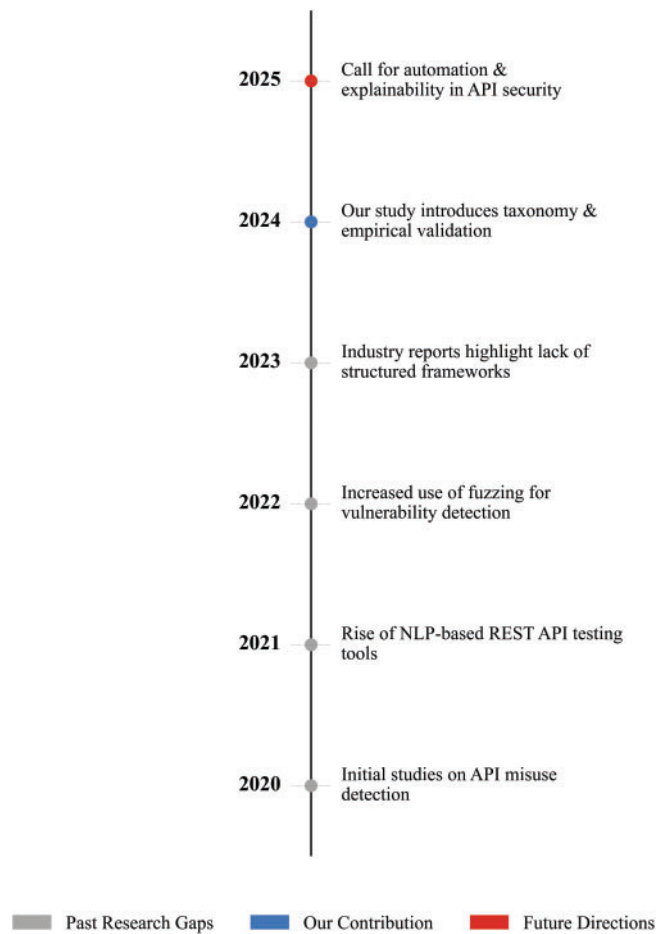 2025
Call for automation &
explainability in API security
2024
Our study introduces taxonomy &
empirical validation
2023
Industry reports highlight lack of
structured frameworks
2022
Increased use of fuzzing for
vulnerability detection
2021
Rise of NLP-based REST API testing
tools
2020
Initial studies on API misuse
detection
Past Research Gaps
Our Contribution
Future Directions